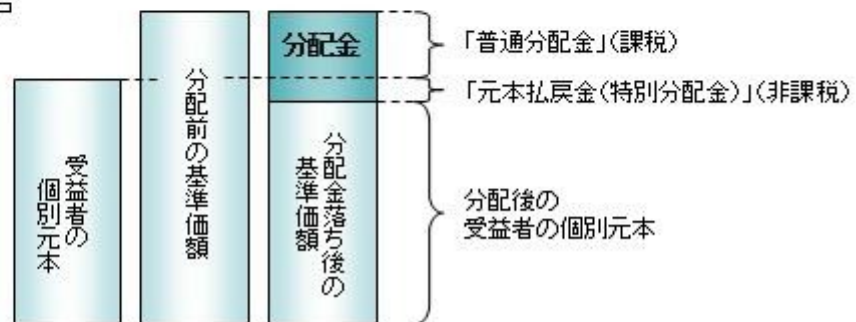 受益者の
個別元本
分配前の基準価額
分配金
分配金落ち後の
基準価額
「普通分配金」(課税)
「元本払戻金(特別分配金)」(非課税)
分配後の
受益者の個別元本